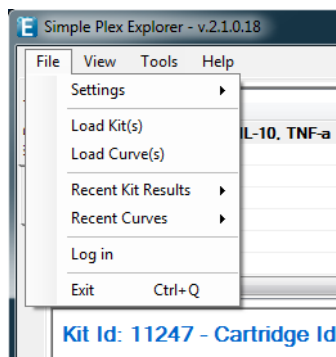 Simple Plex Explorer - v.2.1.0.18
File View Tools Help
Settings
Load Kit(s)
IL-10, TNF-a
Load Curve(s)
Recent Kit Results
Recent Curves
Log in
Exit Ctrl+Q
Kit Id: 11247 - Cartridge Id